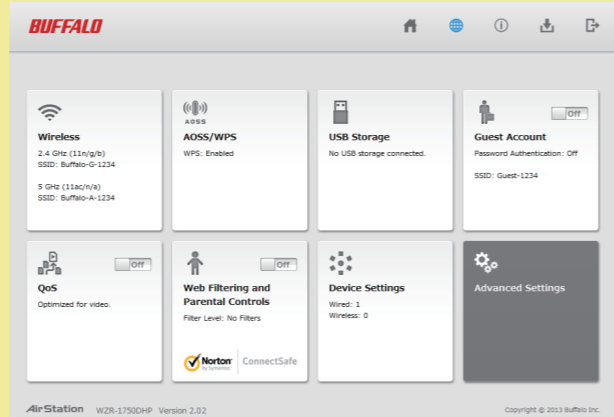 BUFFALO
Wireless
2.4 GHz (11n/g/b)
SSID: Buffalo-G-1234
5 GHz (11ac/n/a)
SSID: Buffalo-A-1234
AOSS
AOSS/WPS
WPS: Enabled
USB Storage
No USB storage connected.
Off
Guest Account
Password Authentication: Off
SSID: Guest-1234
Off
QoS
Optimized for video.
Off
Web Filtering and
Parental Controls
Filter Level: No Filters
Norton
by Symantec
ConnectSafe
Device Settings
Wired: 1
Wireless: 0
Advanced Settings
AirStation WZR-1750DHP Version 2.02
Copyright © 2013 Buffalo Inc.